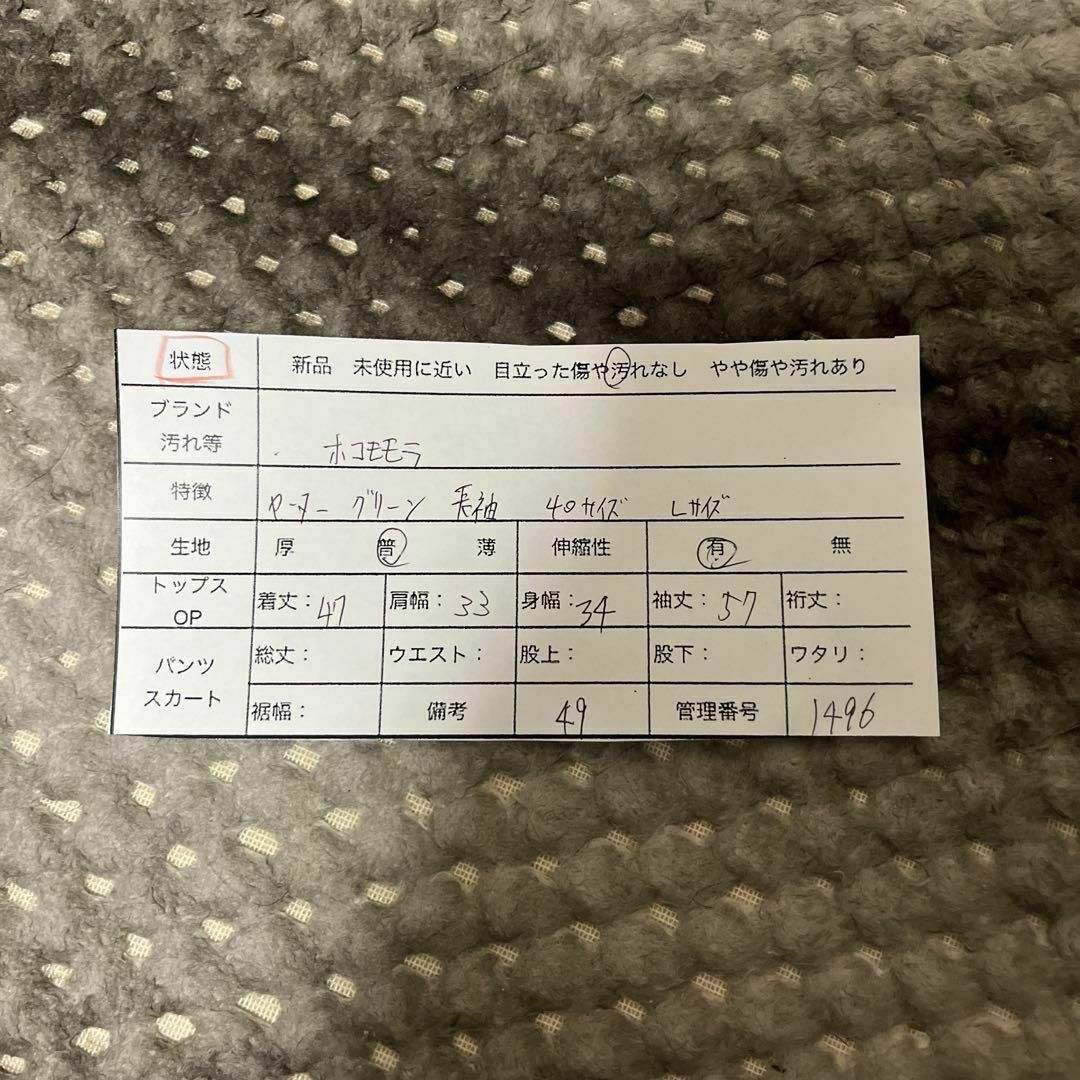 状態 新品 未使用に近い 目立った傷や汚れなし やや傷や汚れあり
ブランド
汚れ等 ホコモモラ
特徴 セーター グリーン 長袖 40サイズ Lサイズ
生地 厚 普 薄 伸縮性 有 無
トップス
OP 着丈：47 肩幅：33 身幅：34 袖丈：57 裄丈：
パンツ
スカート 総丈： ウエスト： 股上： 股下： ワタリ：
裾幅： 備考 49 管理番号 1496